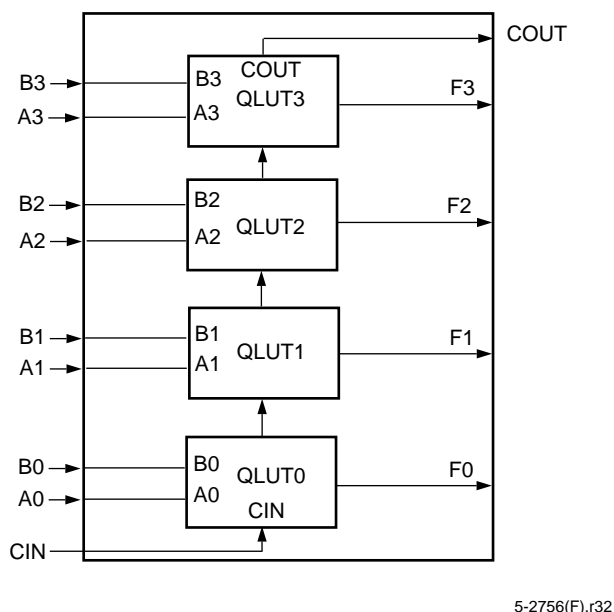 COUT
B3
B3
COUT
QLUT3
F3
A3
A3
B2
B2
QLUT2
F2
A2
A2
B1
B1
QLUT1
F1
A1
A1
B0
B0
QLUT0
F0
A0
A0
CIN
CIN
5-2756(F).r32